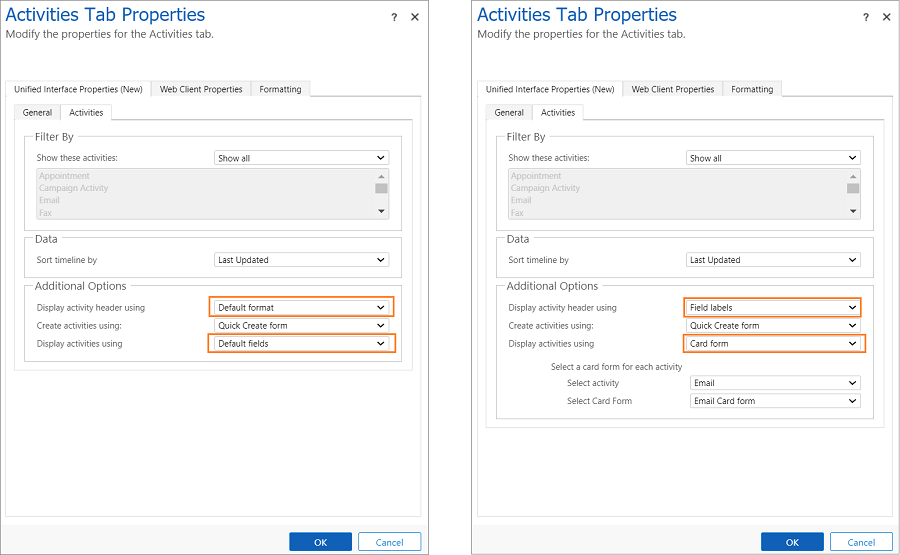 Activities Tab Properties
? ✕
Modify the properties for the Activities tab.
Unified Interface Properties (New) Web Client Properties Formatting
General Activities
Filter By
Show these activities: Show all
Appointment
Campaign Activity
Email
Fax
Data
Sort timeline by Last Updated
Additional Options
Display activity header using Default format
Create activities using: Quick Create form
Display activities using Default fields
OK Cancel
Activities Tab Properties
? ✕
Modify the properties for the Activities tab.
Unified Interface Properties (New) Web Client Properties Formatting
General Activities
Filter By
Show these activities: Show all
Appointment
Campaign Activity
Email
Fax
Data
Sort timeline by Last Updated
Additional Options
Display activity header using Field labels
Create activities using: Quick Create form
Display activities using Card form
Select a card form for each activity
Select activity Email
Select Card Form Email Card form
OK Cancel